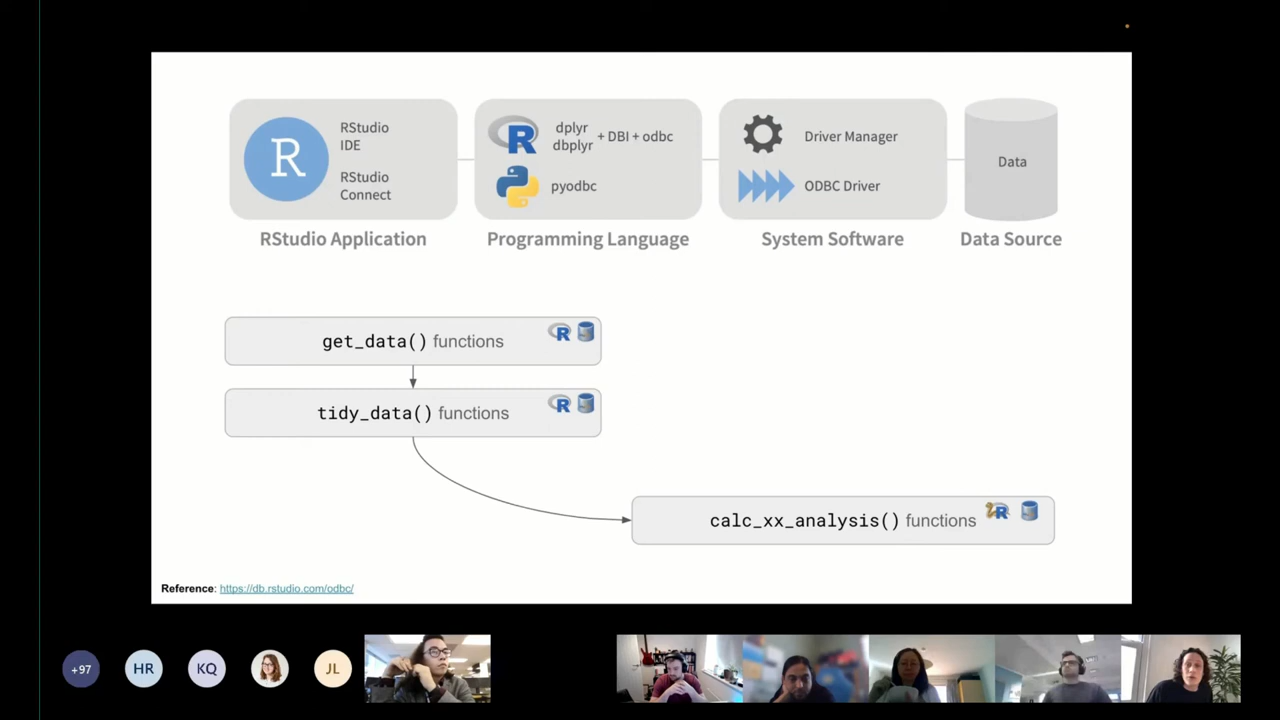 R
RStudio
IDE
RStudio
Connect
RStudio Application
R
dplyr
dbplyr
+ DBI + odbc
pyodbc
Programming Language
Driver Manager
ODBC Driver
System Software
Data
Data Source
get_data() functions
R
tidy_data() functions
R
calc_xx_analysis() functions
R
Reference: https://db.rstudio.com/odbc/
+97
HR
KQ
JL